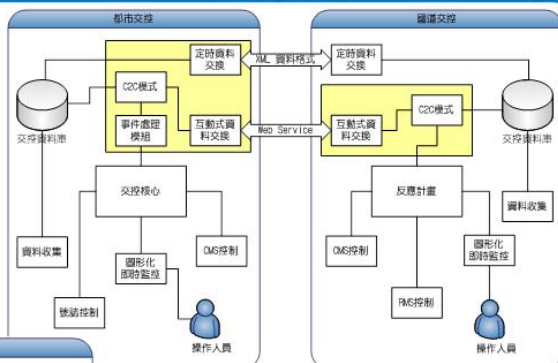 都市交控
國道交控
定時資料
交換
XML 資料格式
定時資料
交換
C2C模式
C2C模式
交控資料庫
事件處理
模組
互動式資
料交換
Web Service
互動式資
料交換
交控資料庫
交控核心
反應計畫
資料收集
資料收集
CMS控制
圖形化
即時監控
CMS控制
圖形化
即時監控
號誌控制
RMS控制
操作人員
操作人員